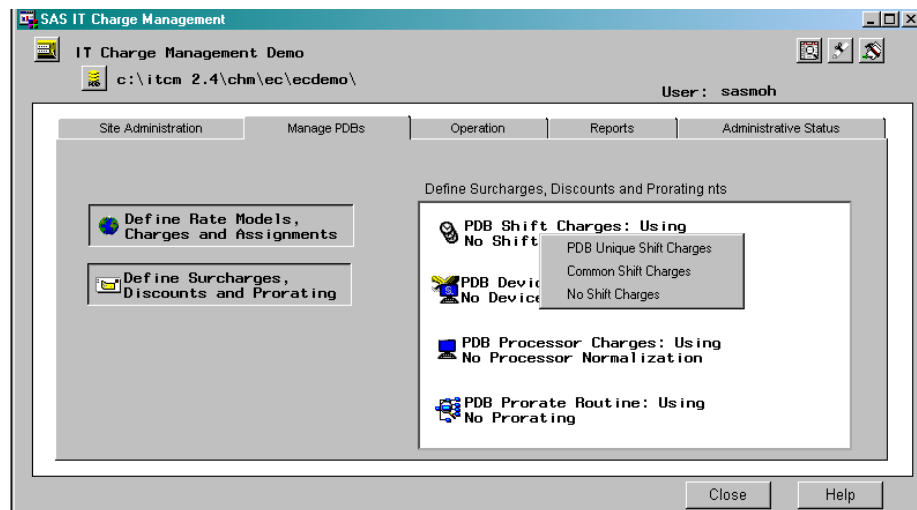 SAS IT Charge Management
IT Charge Management Demo
c:\itcm 2.4\chm\ec\ecdemo\
User: sasmoh
Site Administration
Manage PDBs
Operation
Reports
Administrative Status
Define Rate Models,
Charges and Assignments
Define Surcharges,
Discounts and Prorating
Define Surcharges, Discounts and Prorating nts
PDB Shift Charges: Using
No Shift
PDB Unique Shift Charges
Common Shift Charges
No Shift Charges
PDB
No Device
PDB Processor Charges: Using
No Processor Normalization
PDB Prorate Routine: Using
No Prorating
Close
Help